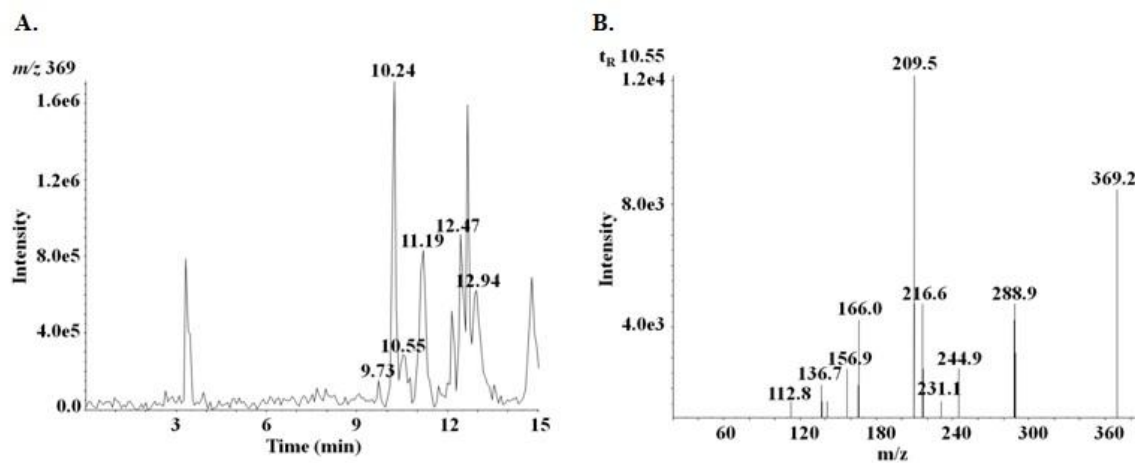 A.
m/z 369
10.24
1.6e6
1.2e6
8.0e5
4.0e5
0.0
12.47
11.19
12.94
10.55
9.73
3 6 9 12 15
Intensity
Time (min)
B.
tR 10.55
209.5
1.2e4
369.2
8.0e3
4.0e3
216.6
288.9
166.0
156.9
244.9
136.7
231.1
112.8
60 120 180 240 300 360
Intensity
m/z